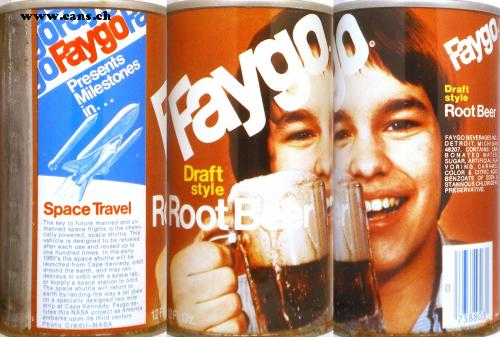 www.cans.ch
Faygo
Presents
Milestones
in...
Space Travel
The key to future manned and un-
manned space flights is the chemi-
cally powered, space shuttle. This
vehicle is designed to be refueled
after each use and reused up to
one hundred times. In the early
1980's the space shuttle will be
launched from Cape Kennedy, orbit
around the earth, and may ren-
dezvous in orbit with a space lab,
or supply a space station in orbit.
The space shuttle will return to
earth by landing the way a jet does
on a specially designed two mile
strip at Cape Kennedy. Faygo sa-
lutes this NASA project as America
embarks upon its third century.
Photo Credit-NASA
Faygo
Draft
style
Root Beer
12 Fl Oz
Faygo
Draft
style
Root Beer
FAYGO BEVERAGES INC.
DETROIT, MICHIGAN
48207. CONTAINS CAR-
BONATED WATER,
SUGAR, ARTIFICIAL FLA-
VORING, CARAMEL
COLOR & CITRIC ACID,
BENZOATE OF SODA &
STANNOUS CHLORIDE
PRESERVATIVE.
0